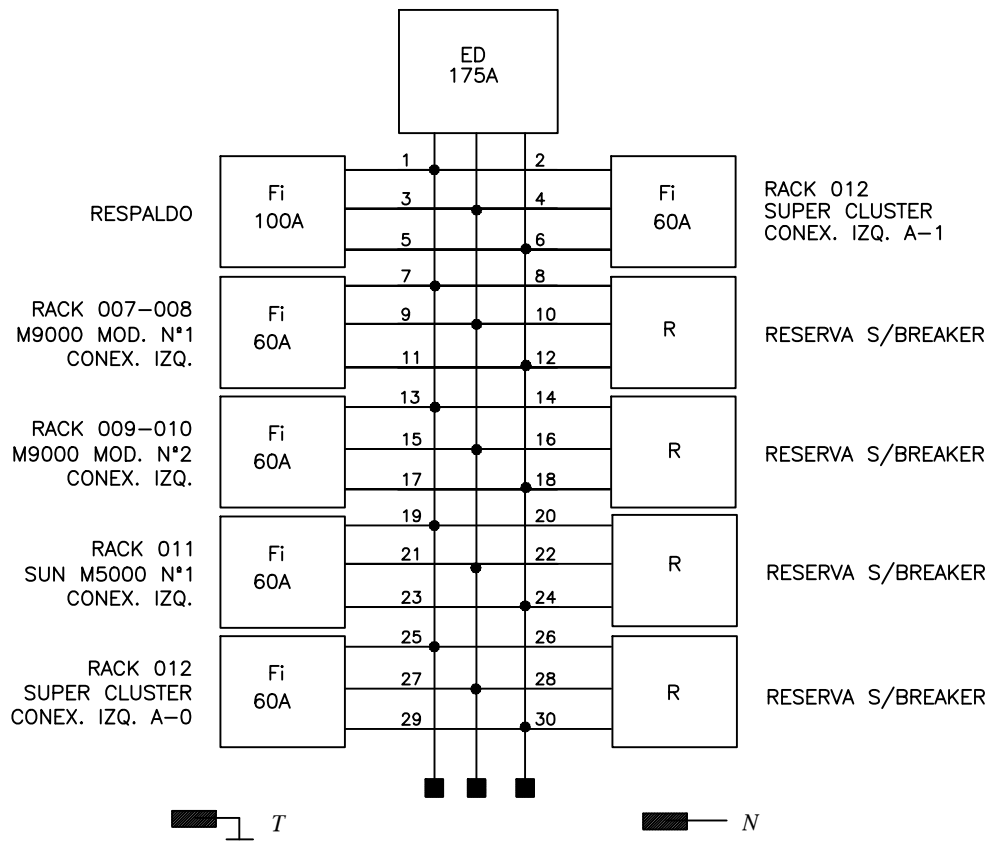 ED
175A
1
2
3
4
5
6
Fi
100A
RESPALDO
Fi
60A
RACK 012
SUPER CLUSTER
CONEX. IZQ. A-1
7
8
9
10
11
12
RACK 007-008
M9000 MOD. N°1
CONEX. IZQ.
Fi
60A
R
RESERVA S/BREAKER
13
14
15
16
17
18
RACK 009-010
M9000 MOD. N°2
CONEX. IZQ.
Fi
60A
R
RESERVA S/BREAKER
19
20
21
22
23
24
RACK 011
SUN M5000 N°1
CONEX. IZQ.
Fi
60A
R
RESERVA S/BREAKER
25
26
27
28
29
30
RACK 012
SUPER CLUSTER
CONEX. IZQ. A-0
Fi
60A
R
RESERVA S/BREAKER
T
N